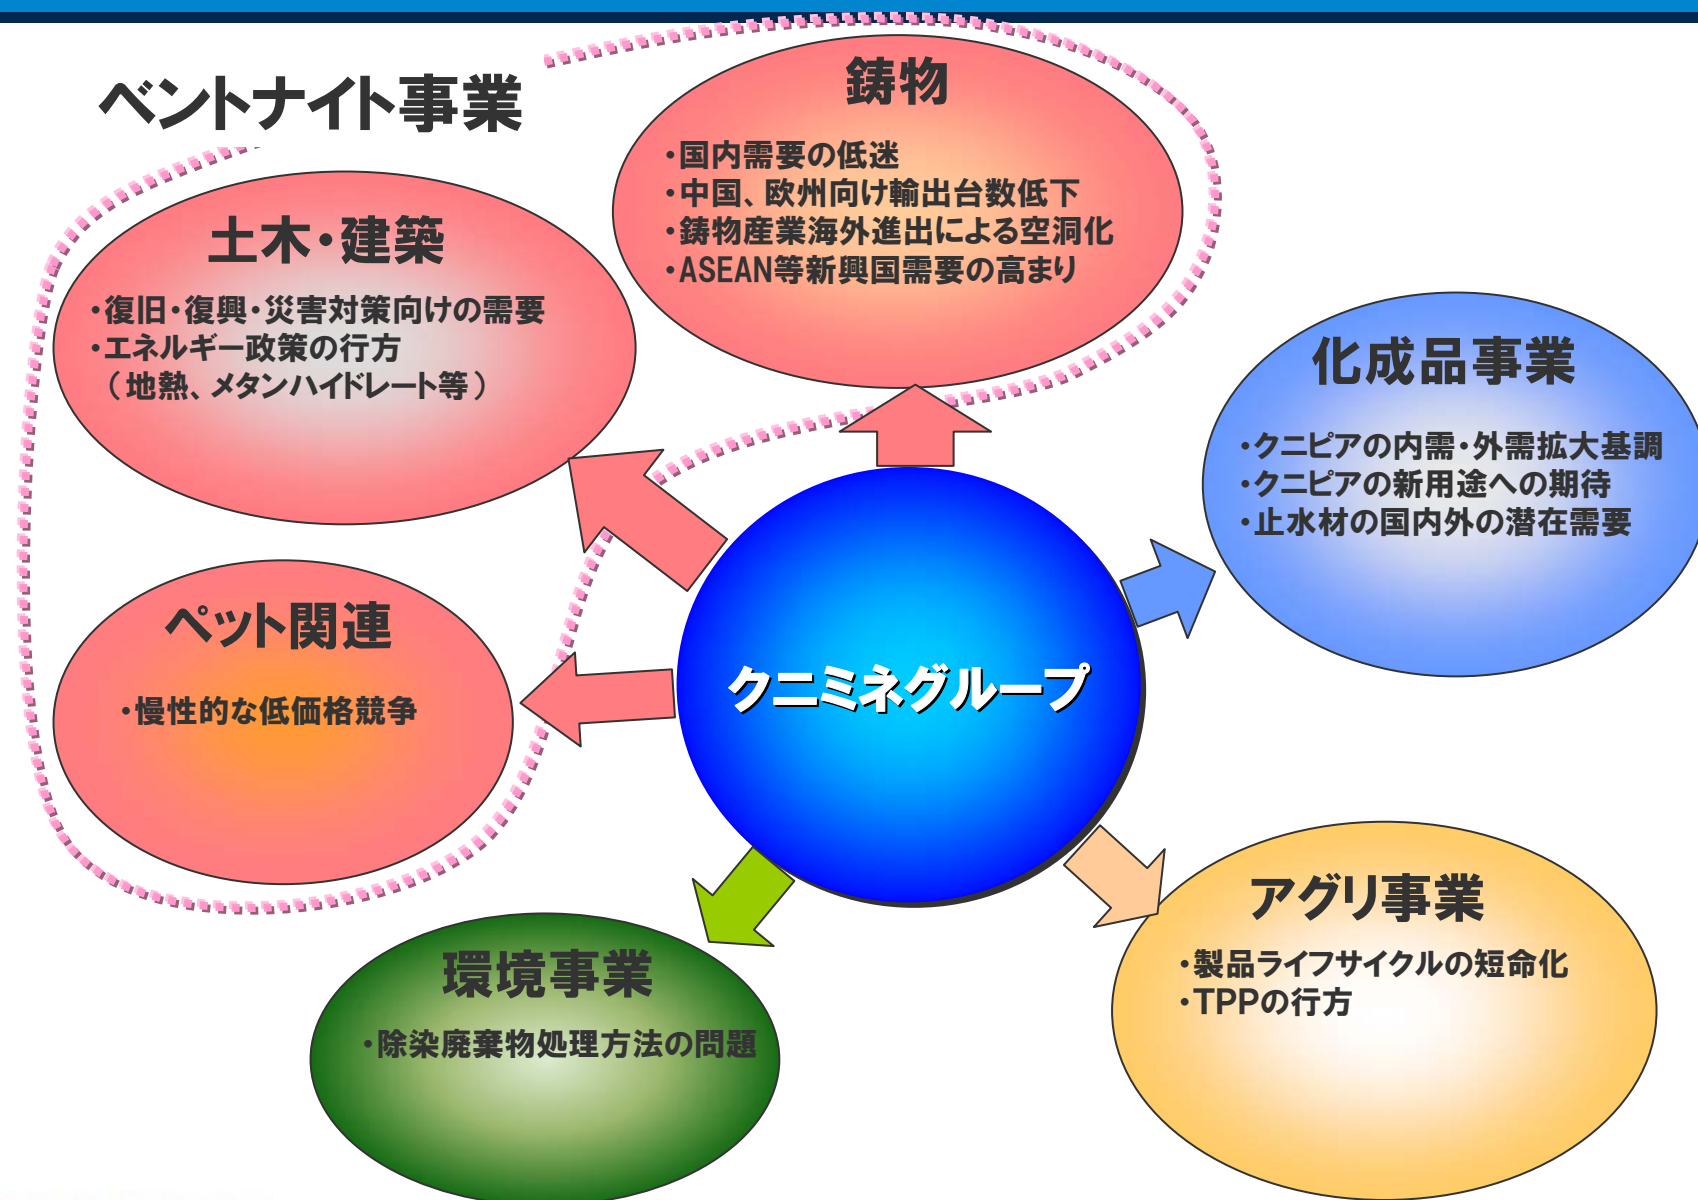 ベントナイト事業
鋳物
・国内需要の低迷
・中国、欧州向け輸出台数低下
・鋳物産業海外進出による空洞化
・ASEAN等新興国需要の高まり
土木・建築
・復旧・復興・災害対策向けの需要
・エネルギー政策の行方
（地熱、メタンハイドレート等）
化成品事業
・クニピアの内需・外需拡大基調
・クニピアの新用途への期待
・止水材の国内外の潜在需要
ペット関連
・慢性的な低価格競争
クニミネグループ
アグリ事業
・製品ライフサイクルの短命化
・TPPの行方
環境事業
・除染廃棄物処理方法の問題